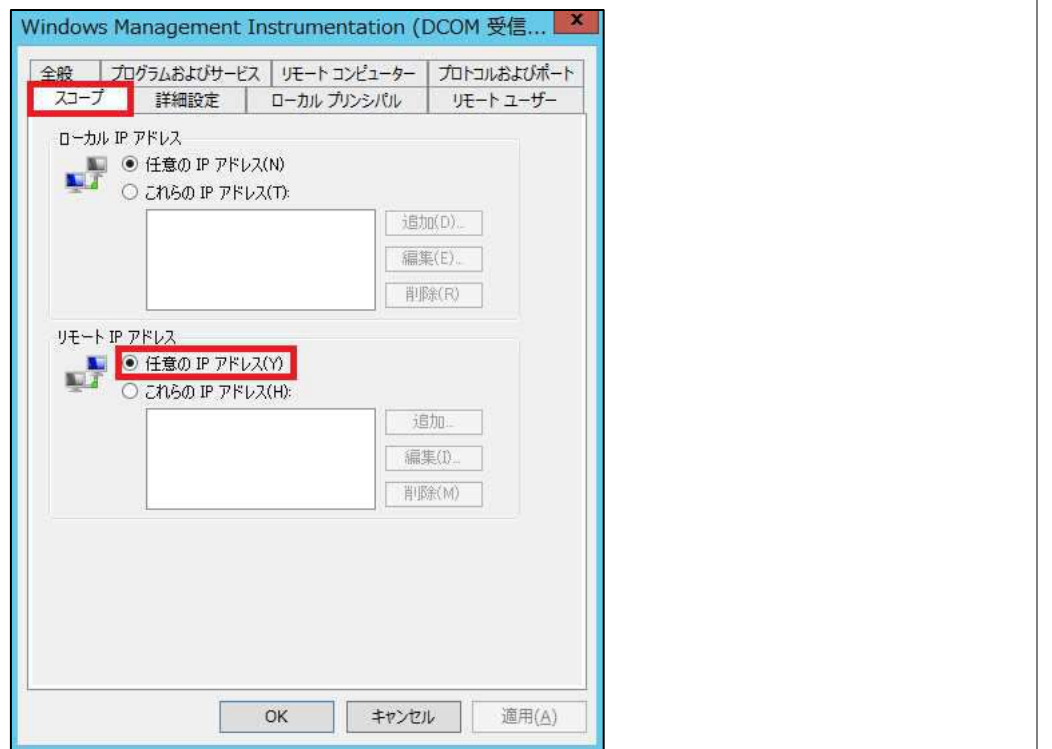 Windows Management Instrumentation (DCOM 受信...
x
全般 プログラムおよびサービス リモート コンピューター プロトコルおよびポート
スコープ 詳細設定 ローカル プリンシパル リモート ユーザー
ローカル IP アドレス
任意の IP アドレス(N)
これらの IP アドレス(T):
追加(D)...
編集(E)...
削除(R)
リモート IP アドレス
任意の IP アドレス(Y)
これらの IP アドレス(H):
追加...
編集(I)...
削除(M)
OK キャンセル 適用(A)